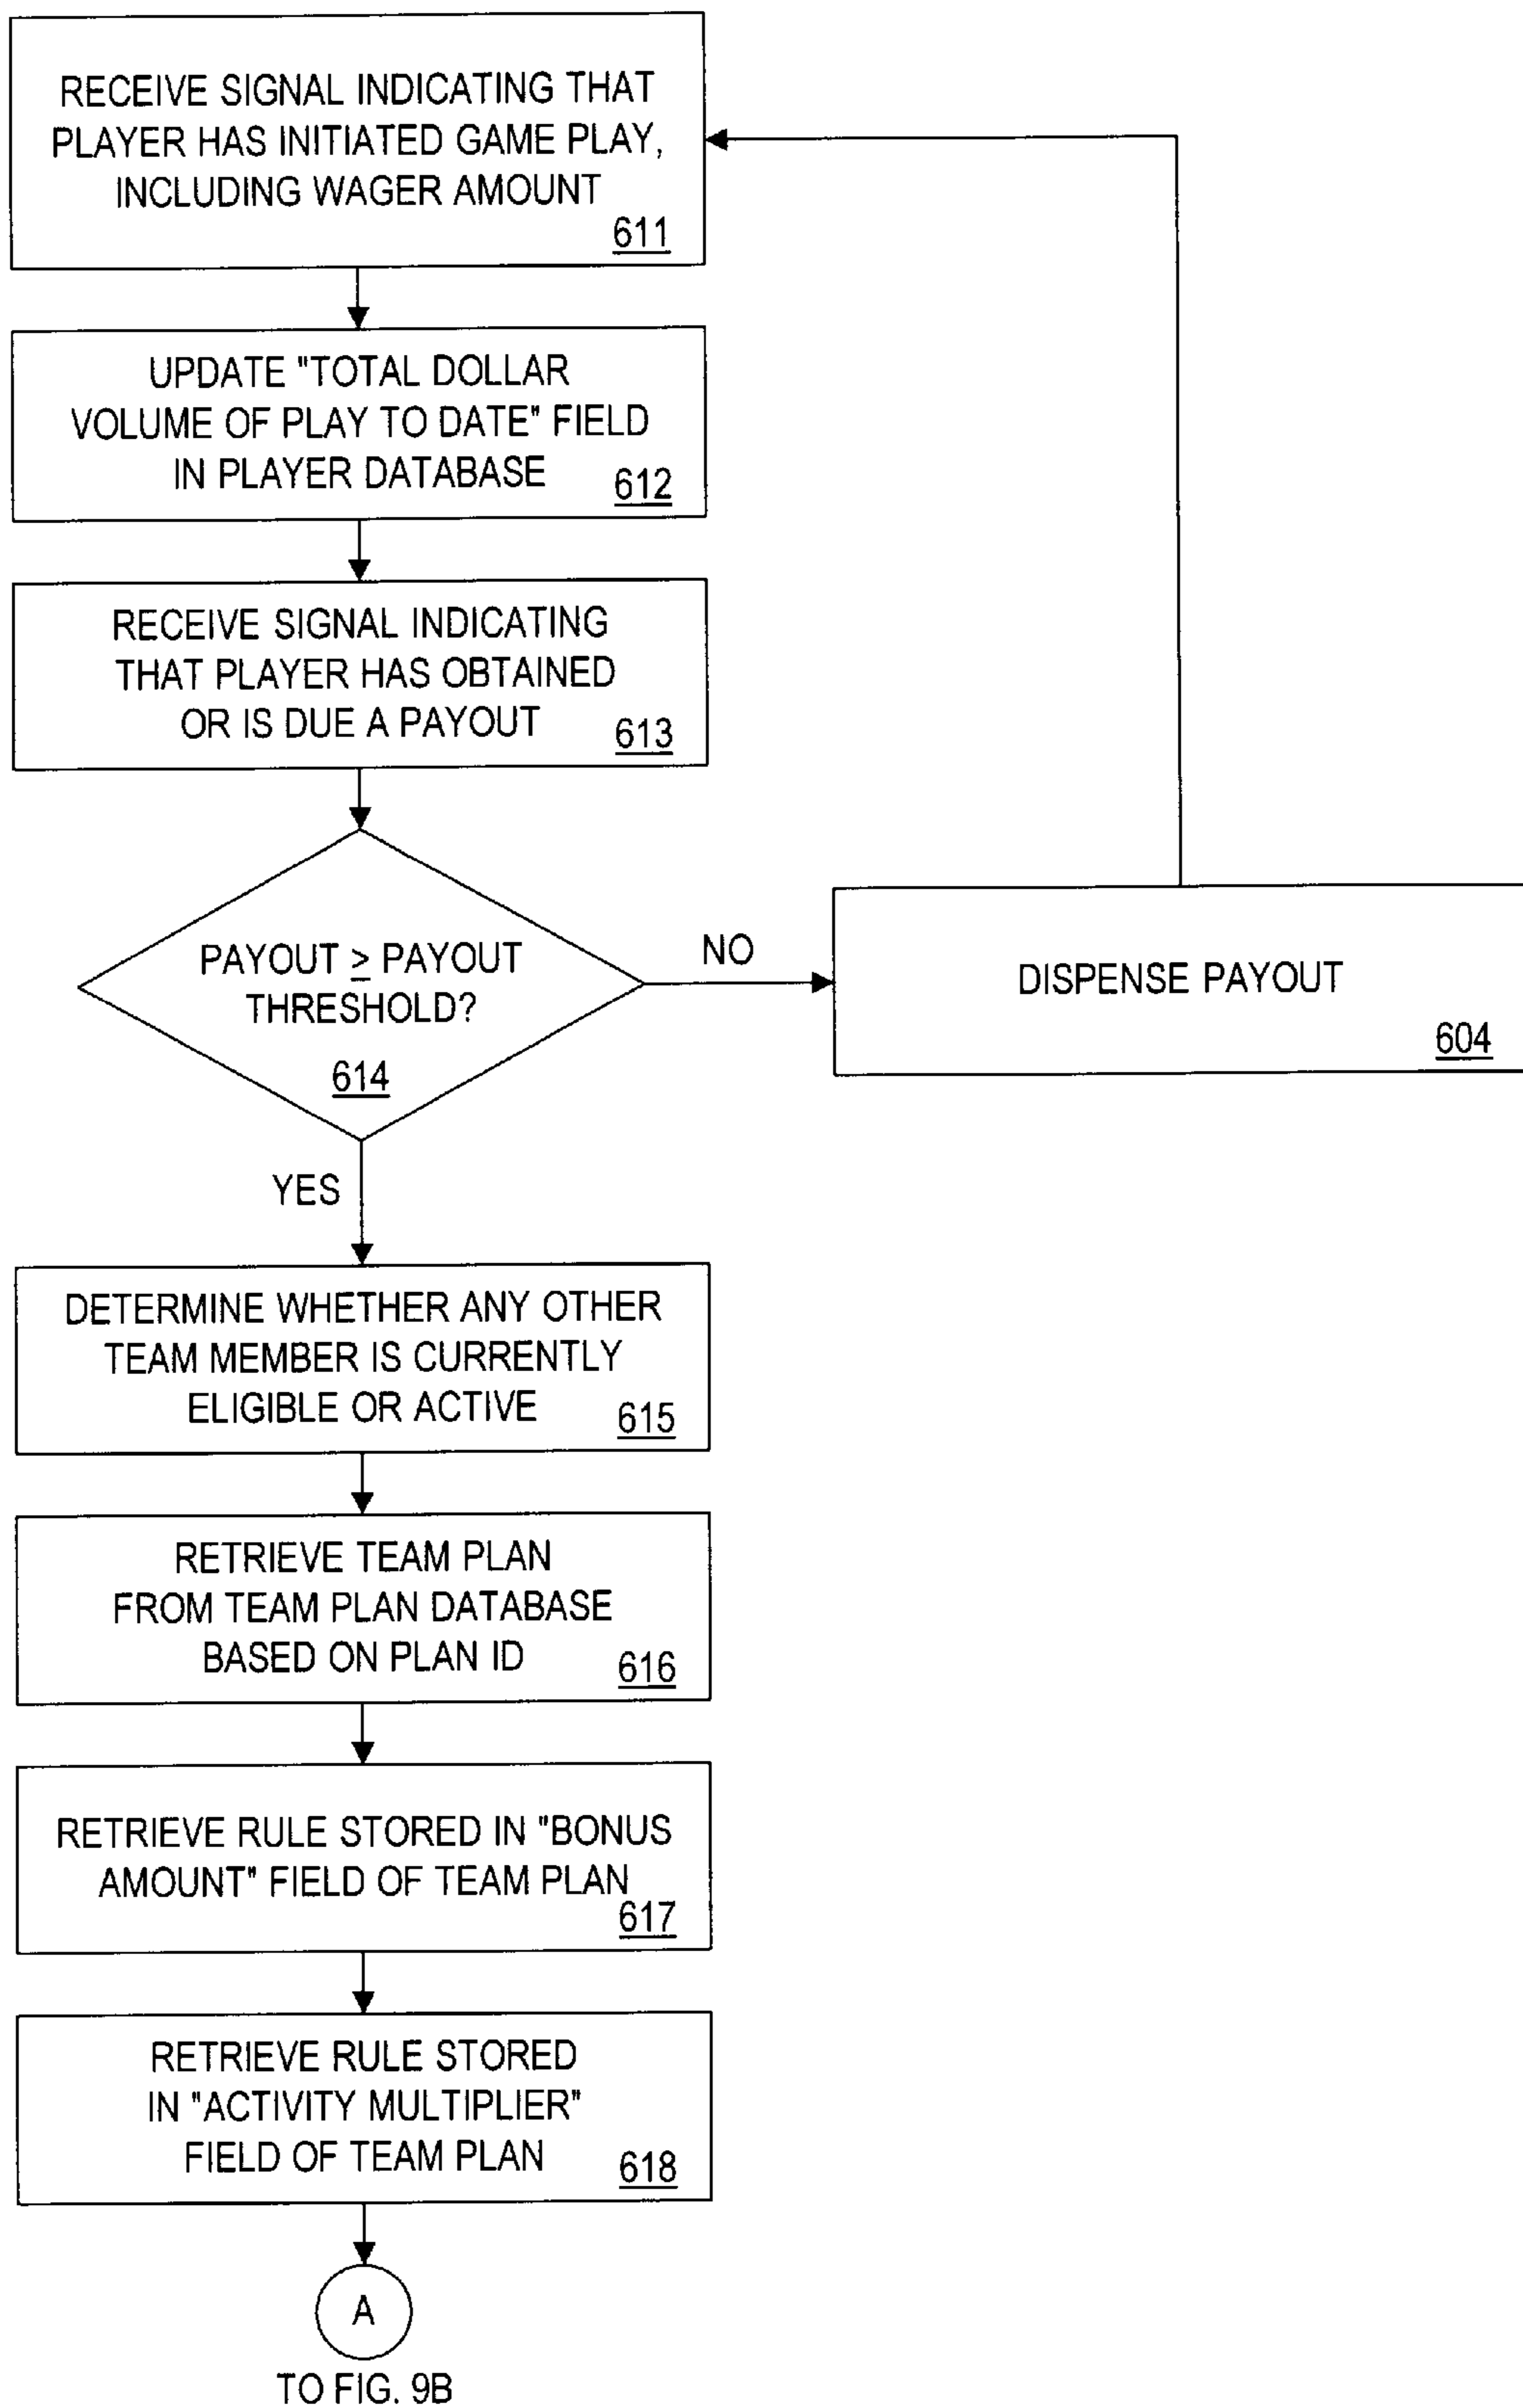 RECEIVE SIGNAL INDICATING THAT
PLAYER HAS INITIATED GAME PLAY,
INCLUDING WAGER AMOUNT
611
UPDATE "TOTAL DOLLAR
VOLUME OF PLAY TO DATE" FIELD
IN PLAYER DATABASE
612
RECEIVE SIGNAL INDICATING
THAT PLAYER HAS OBTAINED
OR IS DUE A PAYOUT
613
PAYOUT ≥ PAYOUT
THRESHOLD?
614
NO
DISPENSE PAYOUT
604
YES
DETERMINE WHETHER ANY OTHER
TEAM MEMBER IS CURRENTLY
ELIGIBLE OR ACTIVE
615
RETRIEVE TEAM PLAN
FROM TEAM PLAN DATABASE
BASED ON PLAN ID
616
RETRIEVE RULE STORED IN "BONUS
AMOUNT" FIELD OF TEAM PLAN
617
RETRIEVE RULE STORED
IN "ACTIVITY MULTIPLIER"
FIELD OF TEAM PLAN
618
A
TO FIG. 9B